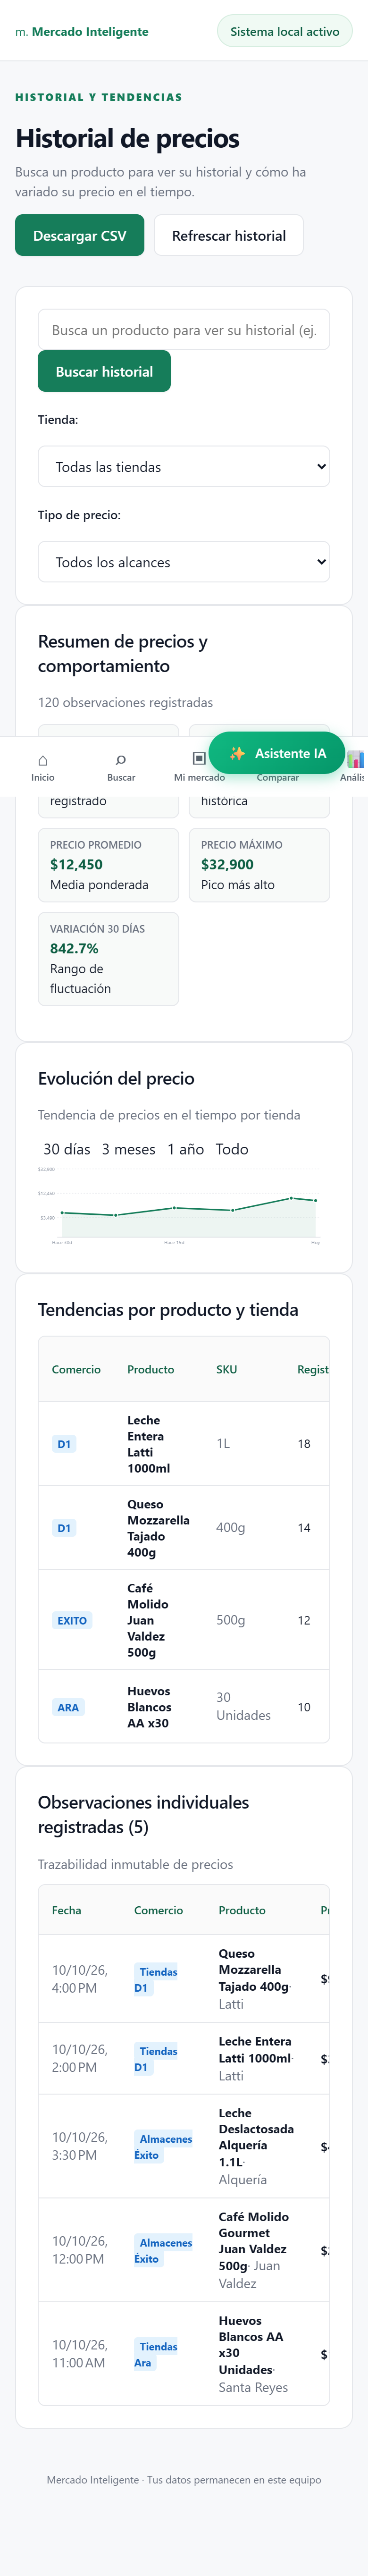 m. Mercado Inteligente
Sistema local activo
HISTORIAL Y TENDENCIAS
Historial de precios
Busca un producto para ver su historial y cómo ha
variado su precio en el tiempo.
Descargar CSV
Refrescar historial
Busca un producto para ver su historial (ej.
Buscar historial
Tienda:
Todas las tiendas
Tipo de precio:
Todos los alcances
Resumen de precios y
comportamiento
120 observaciones registradas
Asistente IA
Inicio
Buscar
Mi mercado
Comparar
Anális
registrado
histórica
PRECIO PROMEDIO
$12,450
Media ponderada
PRECIO MÁXIMO
$32,900
Pico más alto
VARIACIÓN 30 DÍAS
842.7%
Rango de
fluctuación
Evolución del precio
Tendencia de precios en el tiempo por tienda
30 días 3 meses 1 año Todo
$12,450
Hace 15d
Hoy
Tendencias por producto y tienda
Comercio Producto SKU Regist
D1
Leche
Entera
Latti
1000ml
1L
18
D1
Queso
Mozzarella
Tajado
400g
400g
14
EXITO
Café
Molido
Juan
Valdez
500g
500g
12
ARA
Huevos
Blancos
AA x30
30
Unidades
10
Observaciones individuales
registradas (5)
Trazabilidad inmutable de precios
Fecha Comercio Producto
10/10/26,
4:00 PM
Tiendas
D1
Queso
Mozzarella
Tajado 400g·
Latti
10/10/26,
2:00 PM
Tiendas
D1
Leche Entera
Latti 1000ml·
Latti
10/10/26,
3:30 PM
Almacenes
Éxito
Leche
Deslactosada
Alquería
1.1L·
Alquería
10/10/26,
12:00 PM
Almacenes
Éxito
Café Molido
Gourmet
Juan Valdez
500g· Juan
Valdez
10/10/26,
11:00 AM
Tiendas
Ara
Huevos
Blancos AA
x30
Unidades·
Santa Reyes
Mercado Inteligente · Tus datos permanecen en este equipo